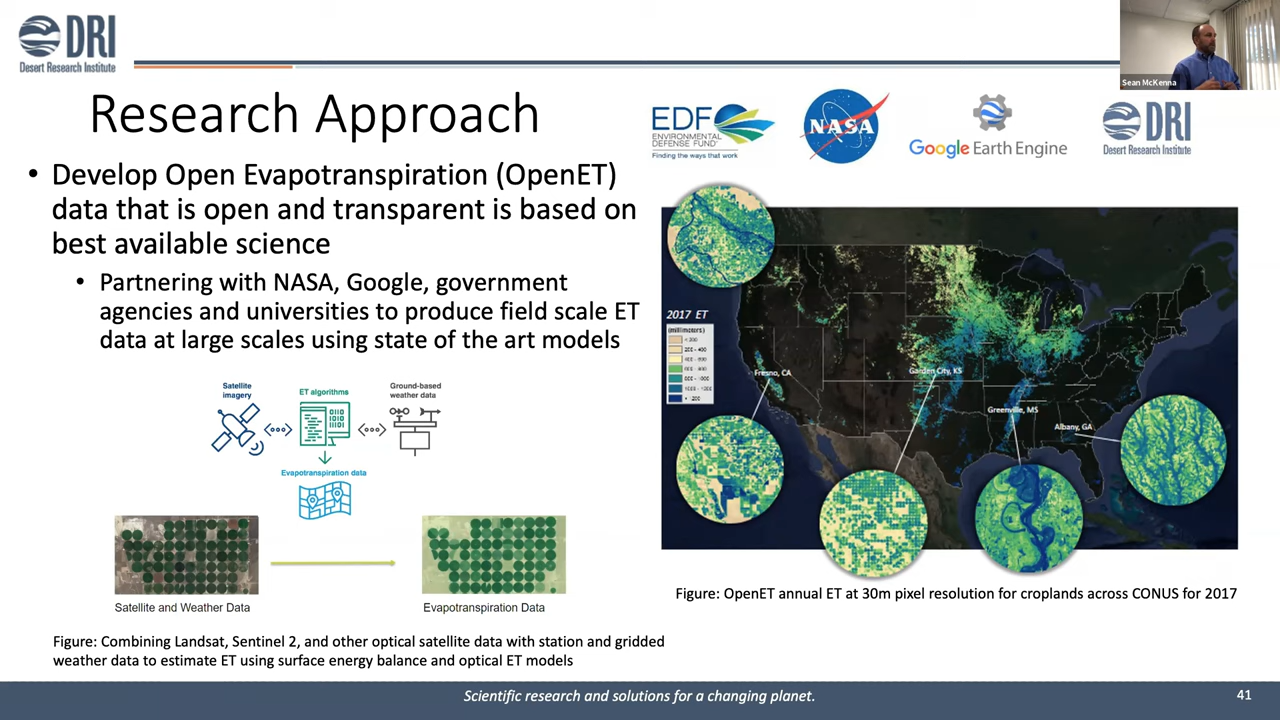 DRI
Desert Research Institute
Sean McKenna
Research Approach
EDF
ENVIRONMENTAL
DEFENSE FUND
Finding the ways that work
NASA
Google Earth Engine
DRI
Desert Research Institute
• Develop Open Evapotranspiration (OpenET)
data that is open and transparent is based on
best available science
• Partnering with NASA, Google, government
agencies and universities to produce field scale ET
data at large scales using state of the art models
Satellite
imagery
ET algorithms
Ground-based
weather data
Evapotranspiration data
Satellite and Weather Data
Evapotranspiration Data
Figure: Combining Landsat, Sentinel 2, and other optical satellite data with station and gridded
weather data to estimate ET using surface energy balance and optical ET models
2017 ET
(millimeters)
Fresno, CA
Garden City, KS
Greenville, MS
Albany, GA
Figure: OpenET annual ET at 30m pixel resolution for croplands across CONUS for 2017
Scientific research and solutions for a changing planet.
41